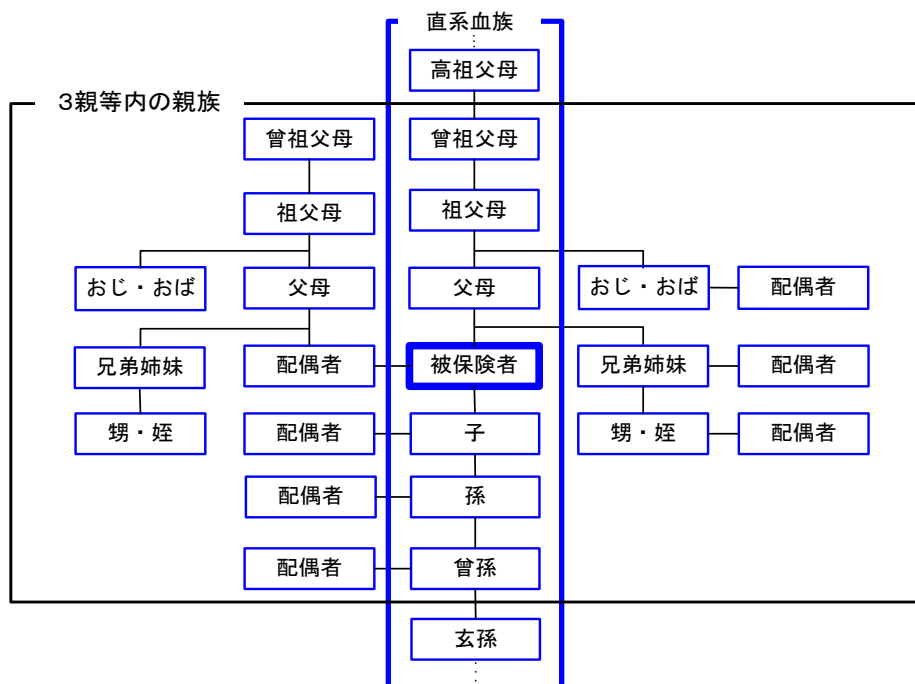 直系血族
高祖父母
3親等内の親族
曾祖父母 曾祖父母
祖父母 祖父母
おじ・おば 父母 父母 おじ・おば 配偶者
兄弟姉妹 配偶者 被保険者 兄弟姉妹 配偶者
甥・姪 配偶者 子 甥・姪 配偶者
配偶者 孫
配偶者 曾孫
玄孫